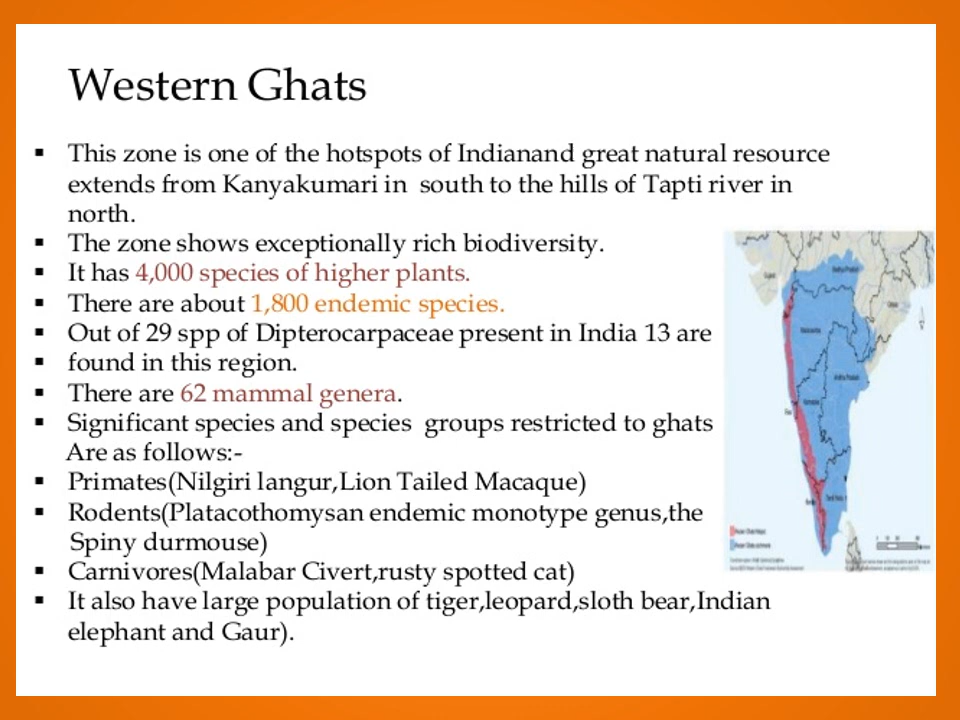 Western Ghats
▪ This zone is one of the hotspots of Indianand great natural resource
extends from Kanyakumari in south to the hills of Tapti river in
north.
▪ The zone shows exceptionally rich biodiversity.
▪ It has 4,000 species of higher plants.
▪ There are about 1,800 endemic species.
▪ Out of 29 spp of Dipterocarpaceae present in India 13 are
▪ found in this region.
▪ There are 62 mammal genera.
▪ Significant species and species groups restricted to ghats
Are as follows:-
▪ Primates(Nilgiri langur,Lion Tailed Macaque)
▪ Rodents(Platacothomysan endemic monotype genus,the
Spiny durmouse)
▪ Carnivores(Malabar Civert,rusty spotted cat)
▪ It also have large population of tiger,leopard,sloth bear,Indian
elephant and Gaur).